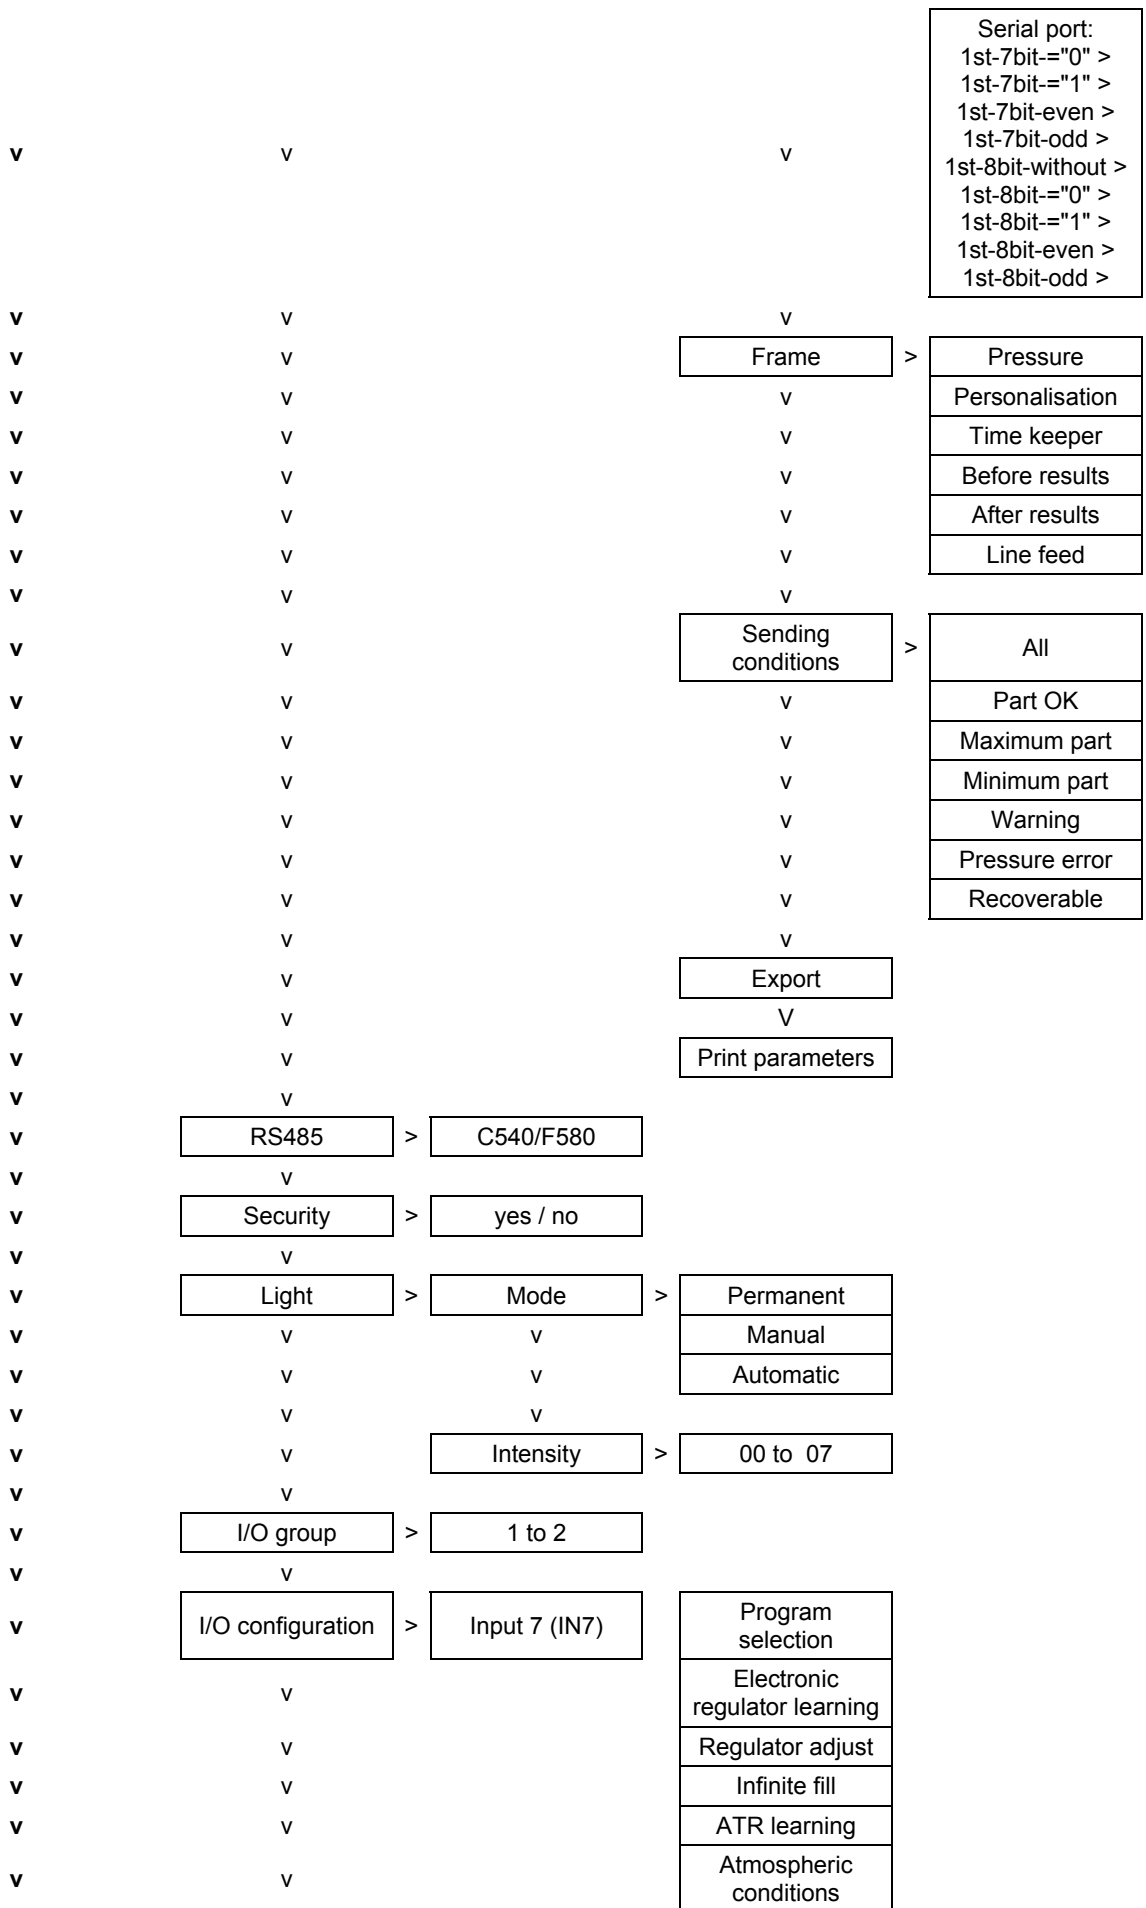 Serial port:
1st-7bit-="0" >
1st-7bit-="1" >
1st-7bit-even >
1st-7bit-odd >
v v v 1st-8bit-without >
1st-8bit-="0" >
1st-8bit-="1" >
1st-8bit-even >
1st-8bit-odd >
v v v
v v Frame > Pressure
v v v Personalisation
v v v Time keeper
v v v Before results
v v v After results
v v v Line feed
v v v
v v Sending conditions > All
v v v Part OK
v v v Maximum part
v v v Minimum part
v v v Warning
v v v Pressure error
v v v Recoverable
v v v
v v Export
v v V
v v Print parameters
v v
v RS485 > C540/F580
v v
v Security > yes / no
v v
v Light > Mode > Permanent
v v v Manual
v v v Automatic
v v v
v v Intensity > 00 to 07
v v
v I/O group > 1 to 2
v v
v I/O configuration > Input 7 (IN7) Program selection
v v Electronic regulator learning
v v Regulator adjust
v v Infinite fill
v v ATR learning
v v Atmospheric conditions